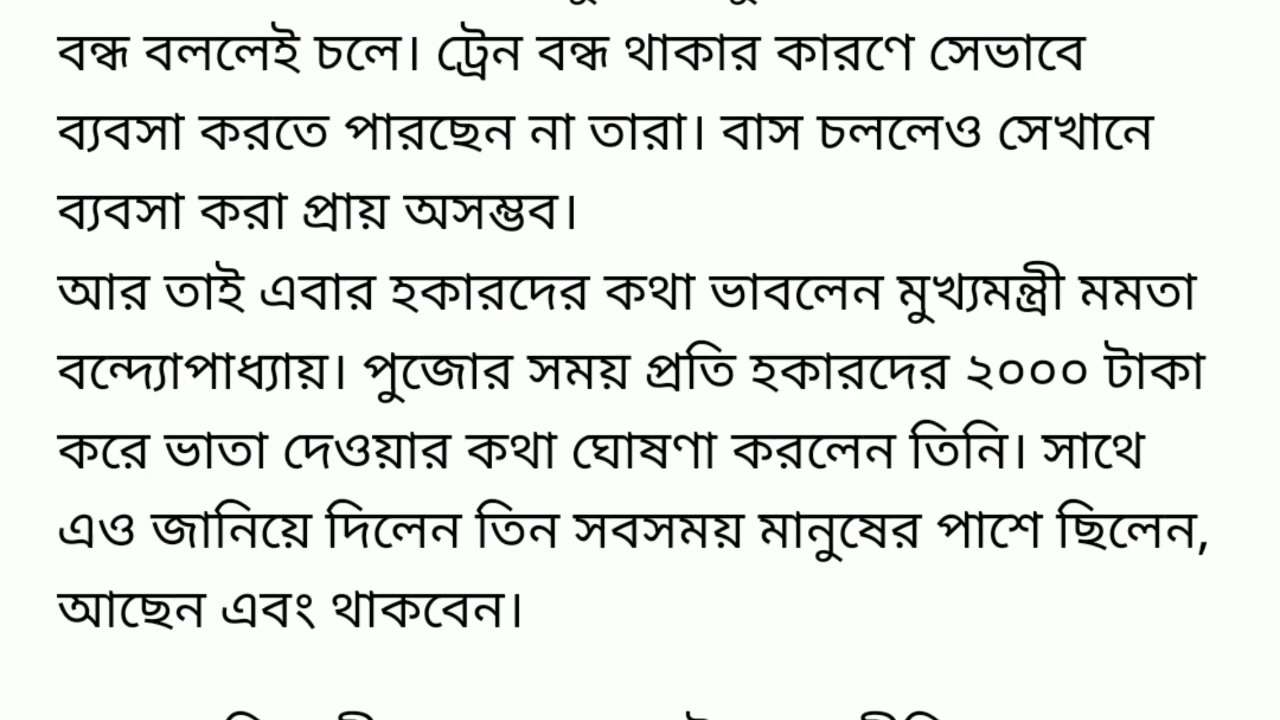 বন্ধ বললেই চলে। ট্রেন বন্ধ থাকার কারণে সেভাবে
ব্যবসা করতে পারছেন না তারা। বাস চললেও সেখানে
ব্যবসা করা প্রায় অসম্ভব।
আর তাই এবার হকারদের কথা ভাবলেন মুখ্যমন্ত্রী মমতা
বন্দ্যোপাধ্যায়। পুজোর সময় প্রতি হকারদের ২০০০ টাকা
করে ভাতা দেওয়ার কথা ঘোষণা করলেন তিনি। সাথে
এও জানিয়ে দিলেন তিন সবসময় মানুষের পাশে ছিলেন,
আছেন এবং থাকবেন।